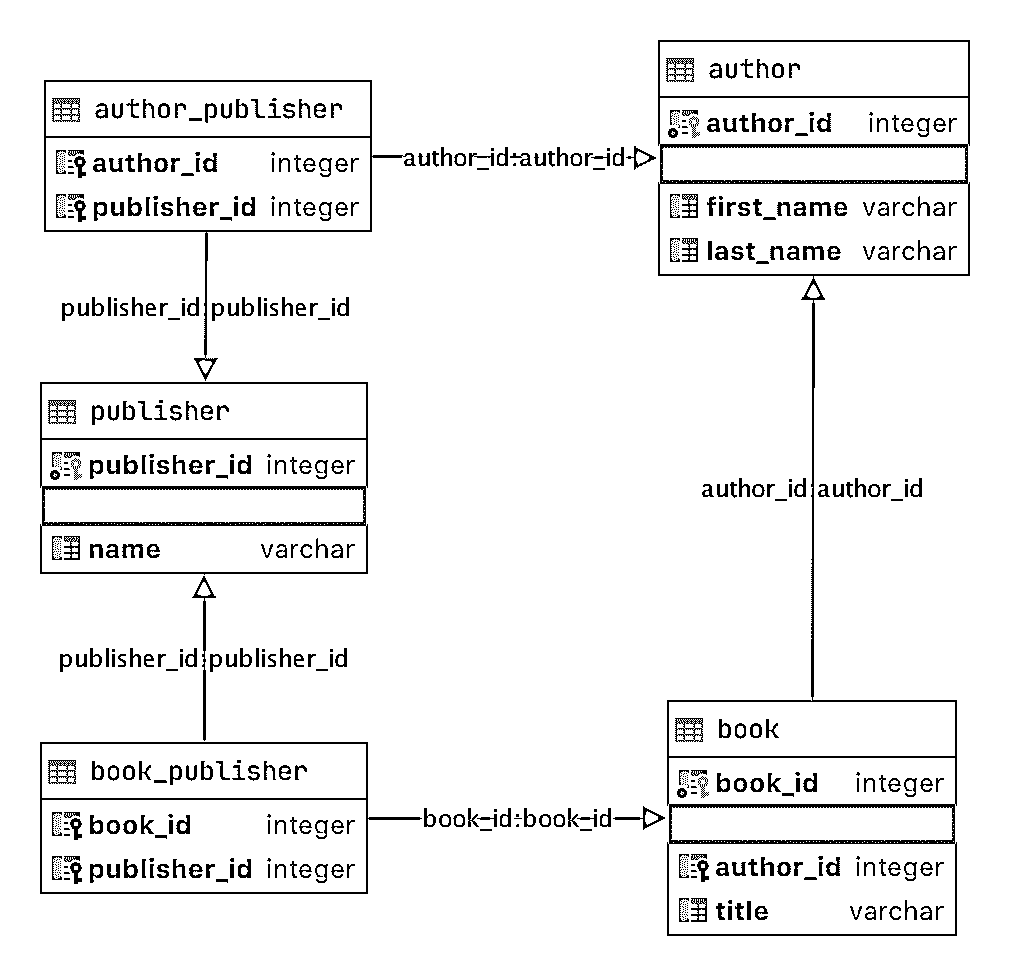 author_publisher
author_id integer
publisher_id integer
author_id:author_id
author
author_id integer
first_name varchar
last_name varchar
publisher_id:publisher_id
publisher
publisher_id integer
name varchar
author_id:author_id
publisher_id:publisher_id
book_publisher
book_id integer
publisher_id integer
book_id:book_id
book
book_id integer
author_id integer
title varchar